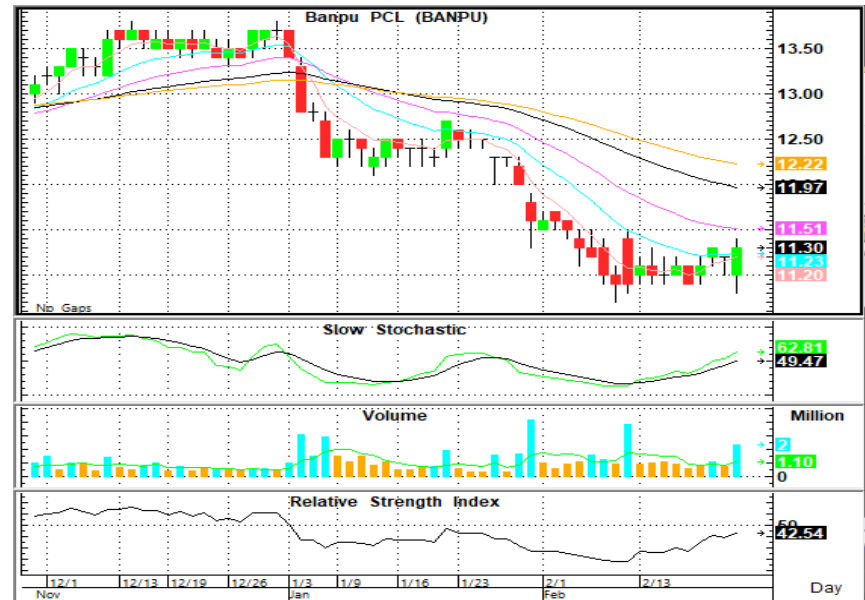 Banpu PCL (BANPU)
13.50
13.00
12.50
12.22
11.97
11.51
11.30
11.23
11.20
No Gaps
Slow Stochastic
62.81
49.47
Volume
Million
2
1.10
0
Relative Strength Index
50
42.54
12/1 12/13 12/19 12/26 1/3 1/9 1/16 1/23 2/1 2/13
Nov Jan Feb
Day